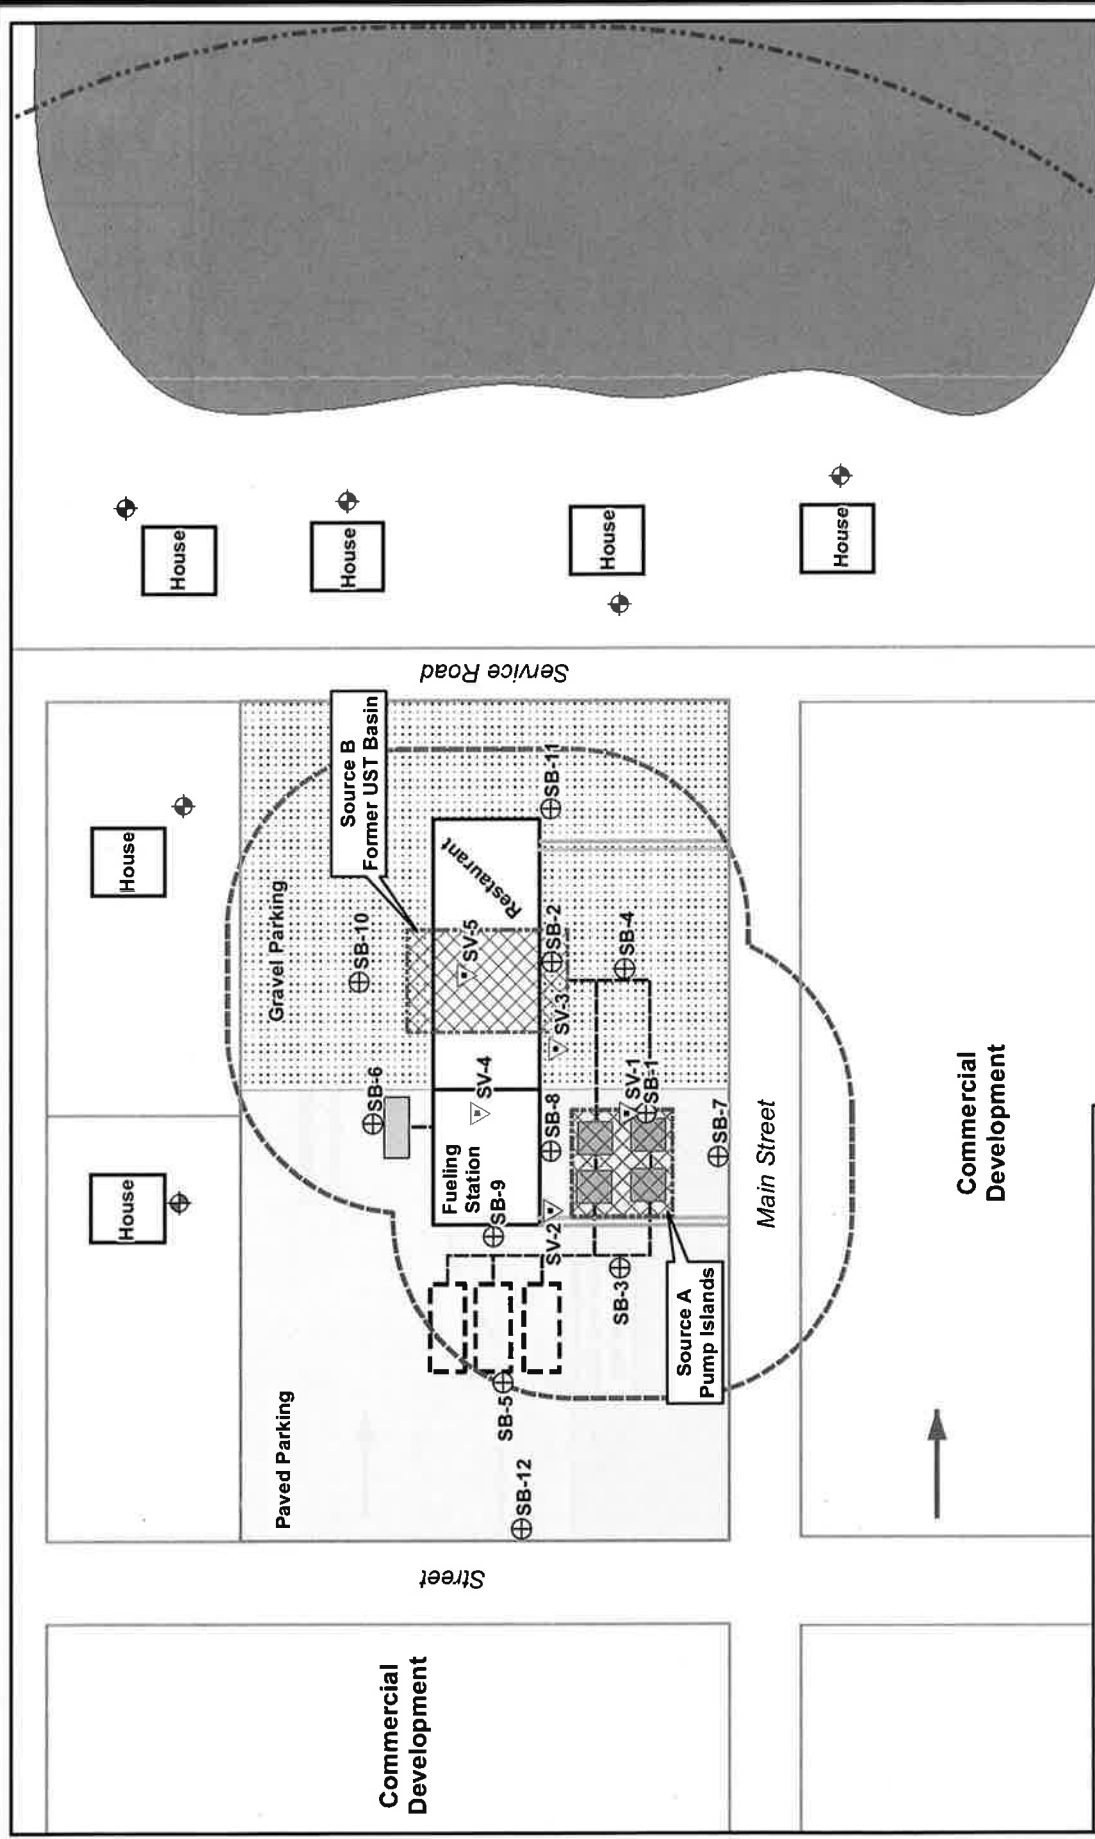 House
House
House
House
Service Road
House
House
Gravel Parking
Source B
Former UST Basin
Restaurant
SB-11
SB-10
SV-5
SB-2
SB-4
SV-3
SB-6
SV-4
SB-8
SV-1
SB-1
SB-7
Fueling
Station
SB-9
SV-2
SB-3
Source A
Pump Islands
Main Street
SB-5
SB-12
Paved Parking
Street
Commercial
Development
Commercial
Development